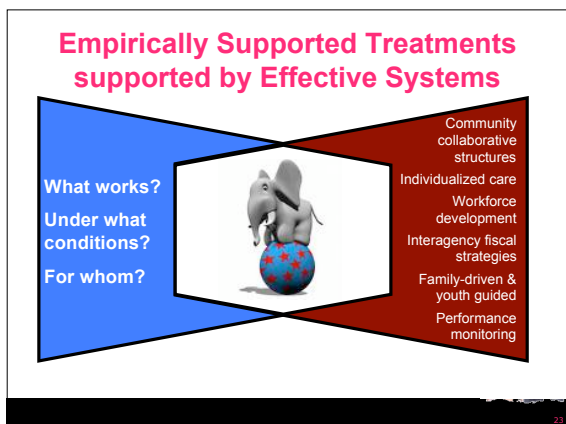 Empirically Supported Treatments
supported by Effective Systems
What works?
Under what
conditions?
For whom?
Community
collaborative
structures
Individualized care
Workforce
development
Interagency fiscal
strategies
Family-driven &
youth guided
Performance
monitoring
23